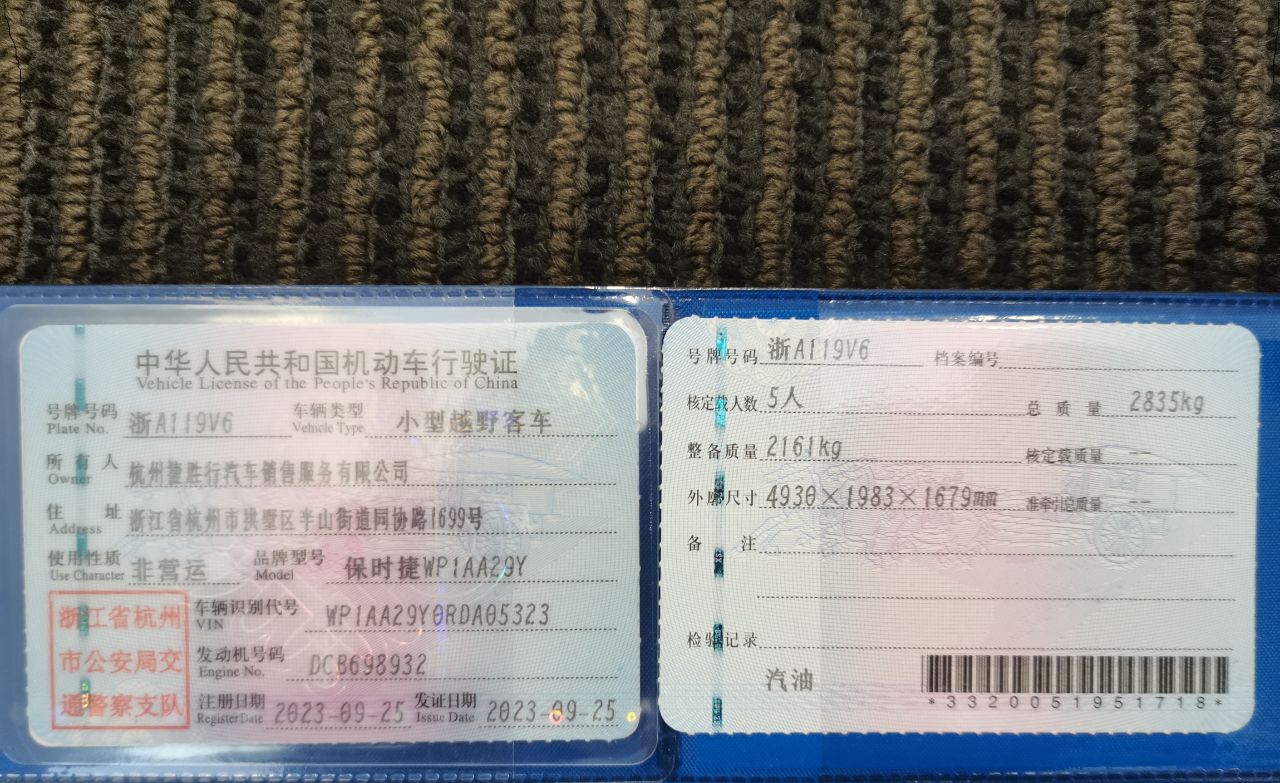 中华人民共和国机动车行驶证
Vehicle License of the People's Republic of China
号牌号码 浙A119V6 车辆类型 小型越野客车
Plate No. Vehicle Type
所有人 杭州捷胜行汽车销售服务有限公司
Owner
住址 浙江省杭州市拱墅区半山街道同协路1699号
Address
使用性质 非营运 品牌型号 保时捷WP1AA29Y
Use Character Model
浙江省杭州
市公安局交
通警察支队
车辆识别代号 WP1AA29Y0RDA05323
VIN
发动机号码 DCB698932
Engine No.
注册日期 2023-09-25 发证日期 2023-09-25
Register Date Issue Date
号牌号码 浙A119V6 档案编号
核定载人数 5人 总质量 2835kg
整备质量 2161kg 核定载质量 --
外廓尺寸 4930×1983×1679mm 准牵引总质量 --
备注
检验记录
汽油
*3320051951718*